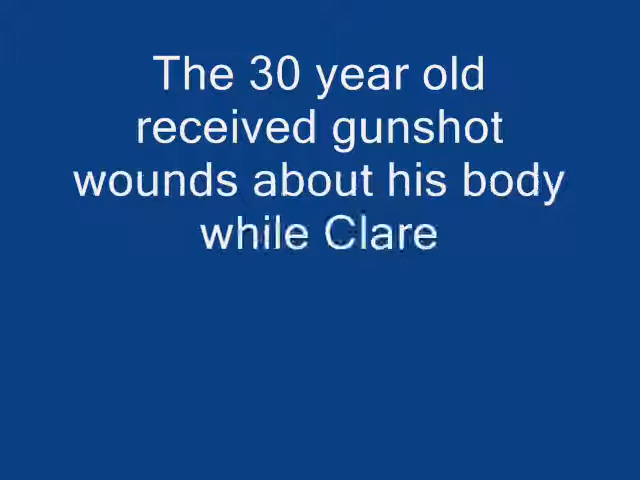 The 30 year old
received gunshot
wounds about his body
while Clare